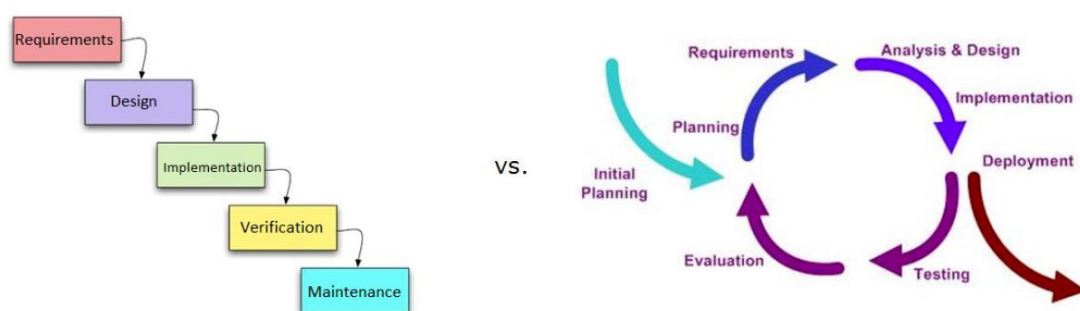 Requirements
Design
Implementation
Verification
Maintenance
vs.
Initial
Planning
Planning
Requirements
Analysis & Design
Implementation
Deployment
Testing
Evaluation